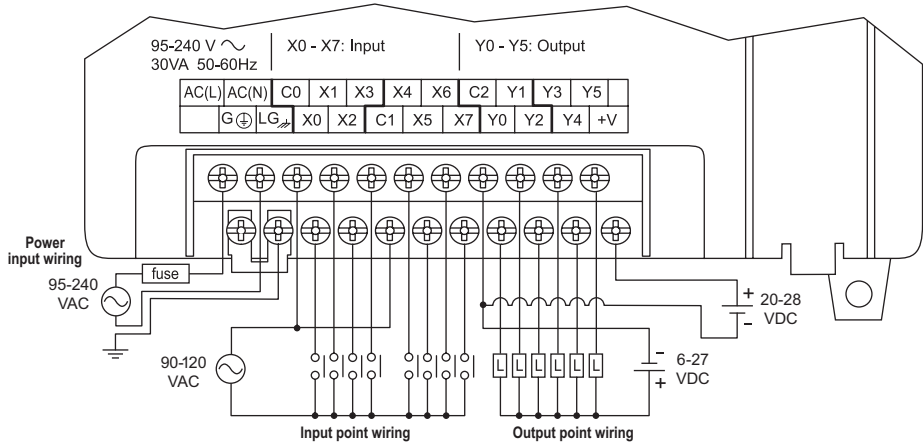 95-240 V
30VA 50-60Hz
X0 - X7: Input
Y0 - Y5: Output
AC(L) AC(N) C0 X1 X3 X4 X6 C2 Y1 Y3 Y5
G LG X0 X2 C1 X5 X7 Y0 Y2 Y4 +V
Power
input wiring
fuse
95-240
VAC
+
20-28
-
VDC
90-120
VAC
L L L L L L
-
6-27
+
VDC
Input point wiring
Output point wiring